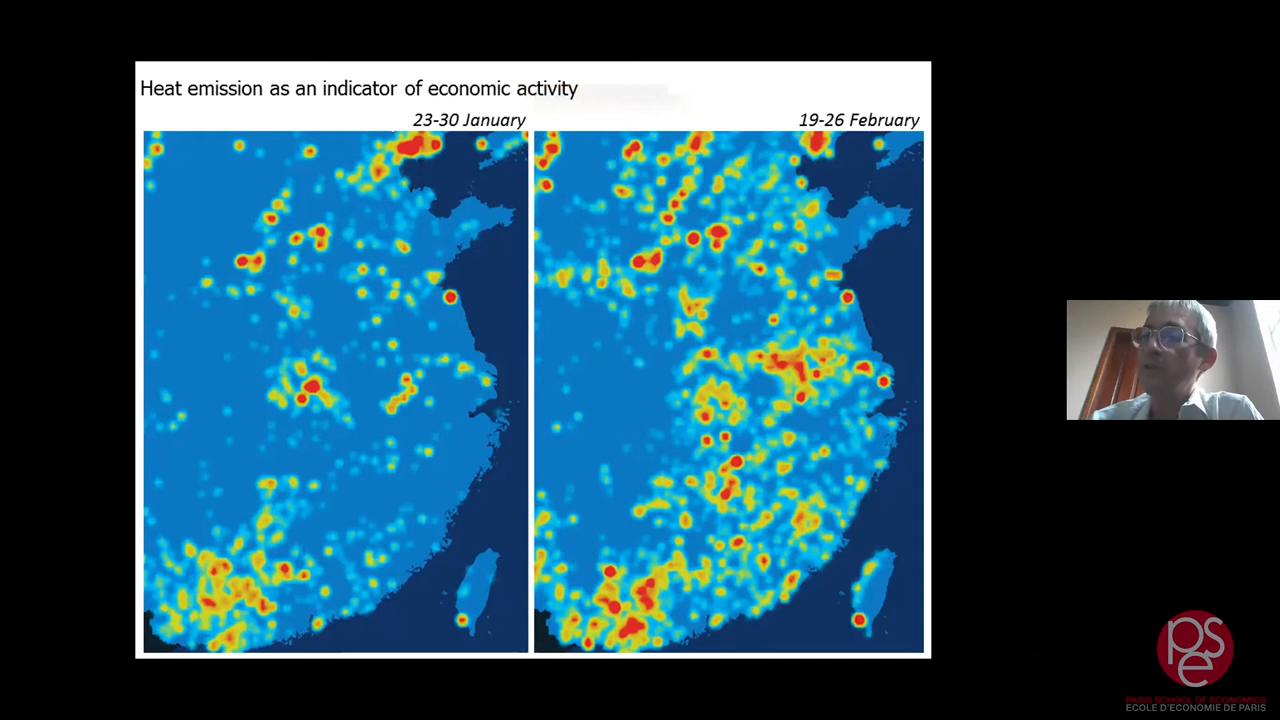 Heat emission as an indicator of economic activity
23-30 January
19-26 February
pse
PARIS SCHOOL OF ECONOMICS
ECOLE D'ECONOMIE DE PARIS